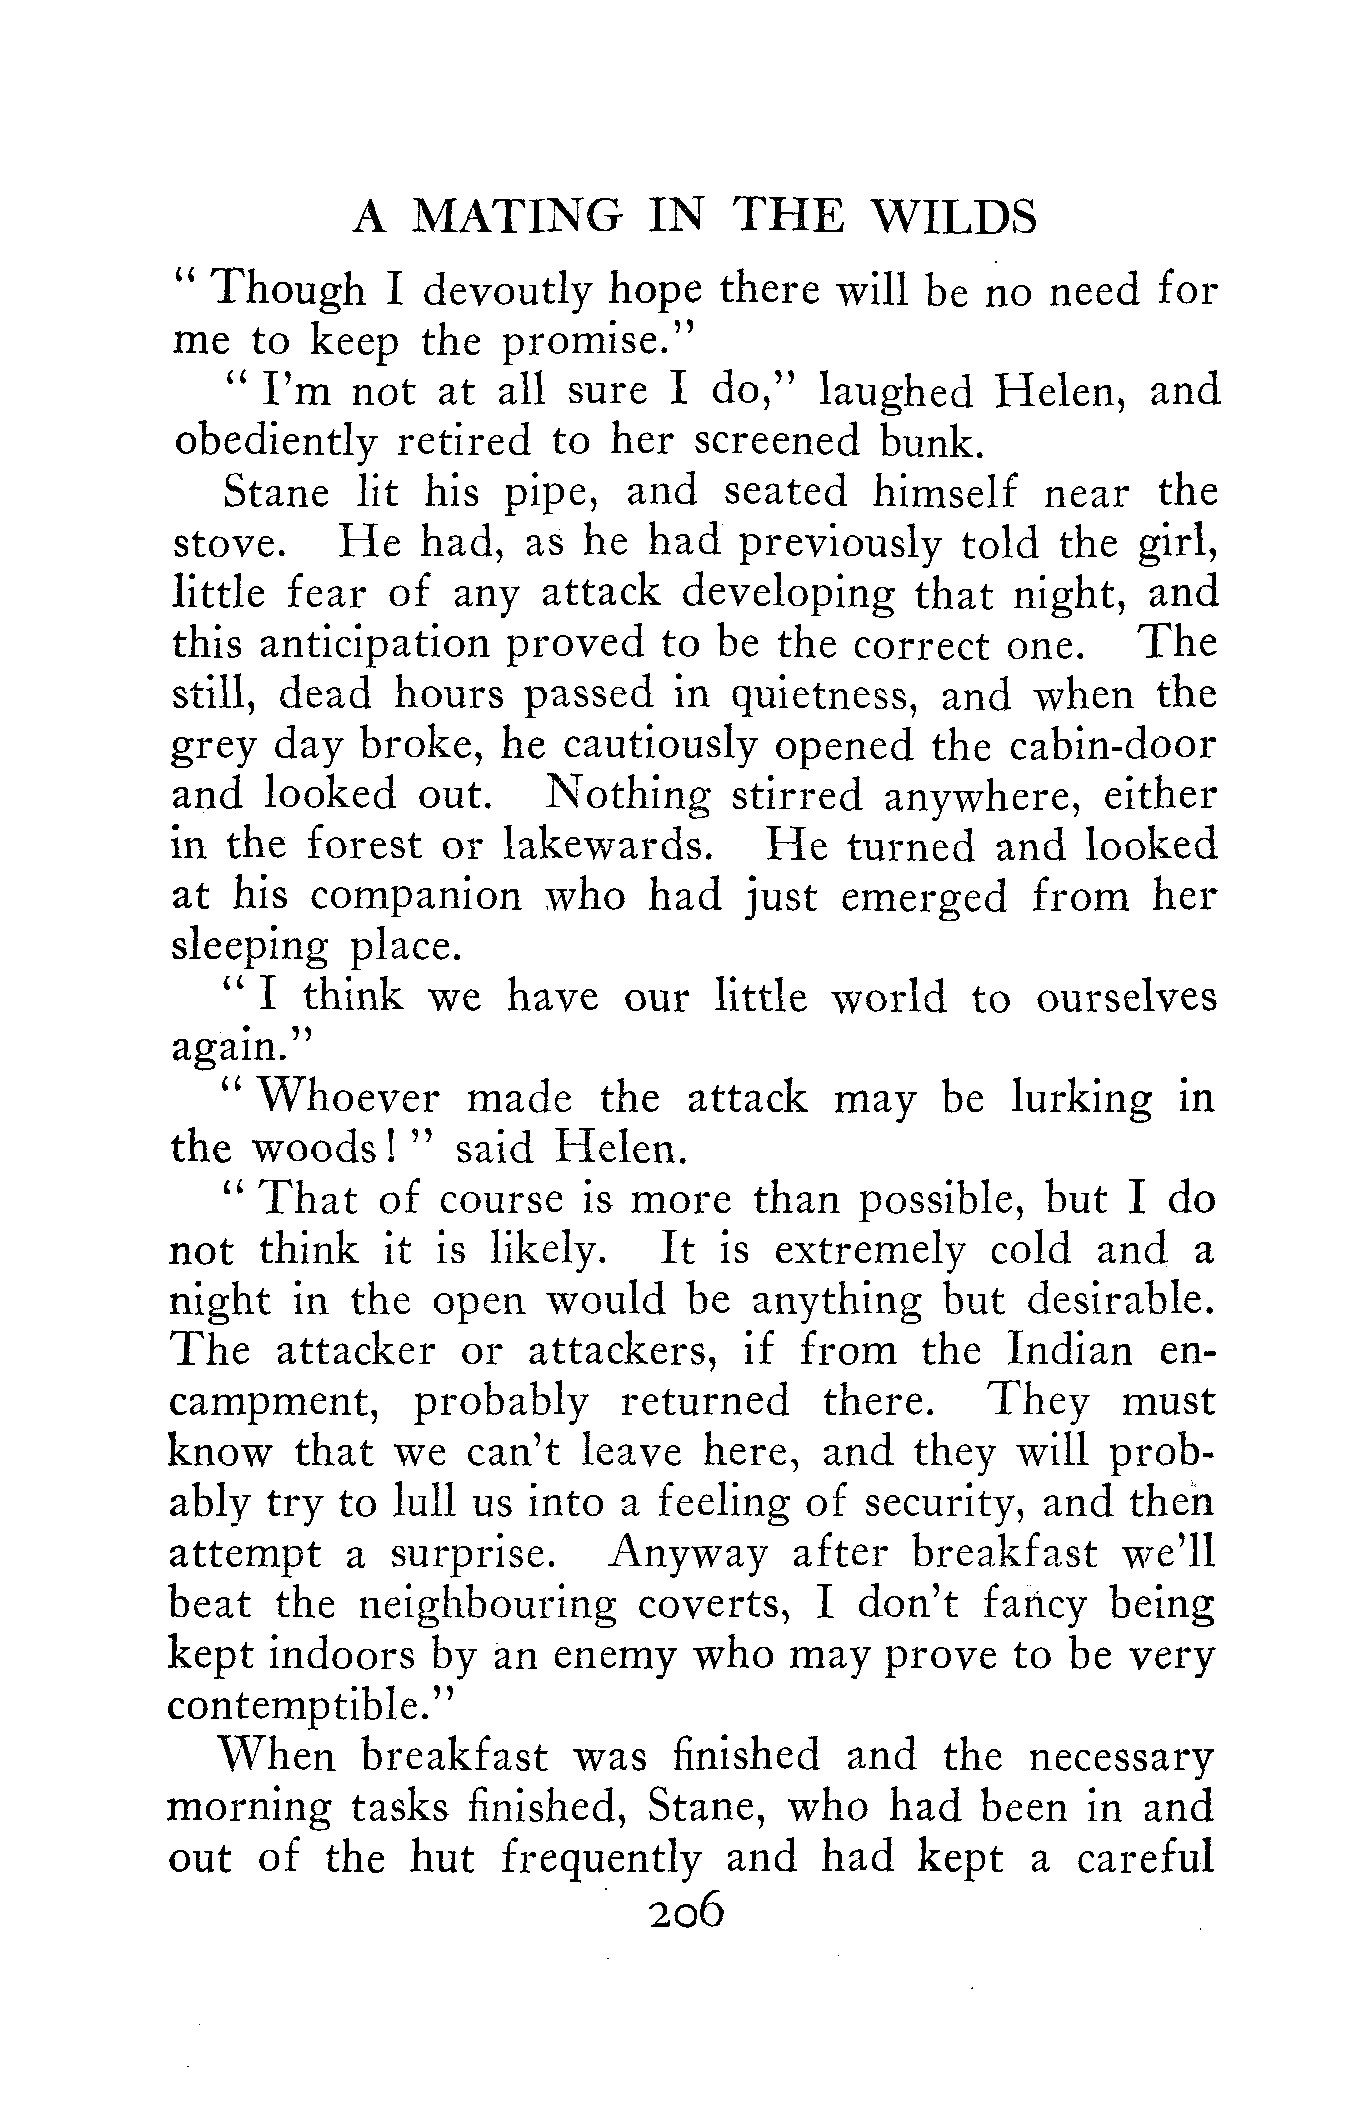 A MATING IN THE WILDS
“ Though I devoutly hope there will be no need for
me to keep the promise.”
“ I’m not at all sure I do,” laughed Helen, and
obediently retired to her screened bunk.
Stane lit his pipe, and seated himself near the
stove. He had, as he had previously told the girl,
little fear of any attack developing that night, and
this anticipation proved to be the correct one. The
still, dead hours passed in quietness, and when the
grey day broke, he cautiously opened the cabin-door
and looked out. Nothing stirred anywhere, either
in the forest or lakewards. He turned and looked
at his companion who had just emerged from her
sleeping place.
“ I think we have our little world to ourselves
again.”
“ Whoever made the attack may be lurking in
the woods ! ” said Helen.
“ That of course is more than possible, but I do
not think it is likely. It is extremely cold and a
night in the open would be anything but desirable.
The attacker or attackers, if from the Indian en-
campment, probably returned there. They must
know that we can’t leave here, and they will prob-
ably try to lull us into a feeling of security, and then
attempt a surprise. Anyway after breakfast we’ll
beat the neighbouring coverts, I don’t fancy being
kept indoors by an enemy who may prove to be very
contemptible.”
When breakfast was finished and the necessary
morning tasks finished, Stane, who had been in and
out of the hut frequently and had kept a careful
206